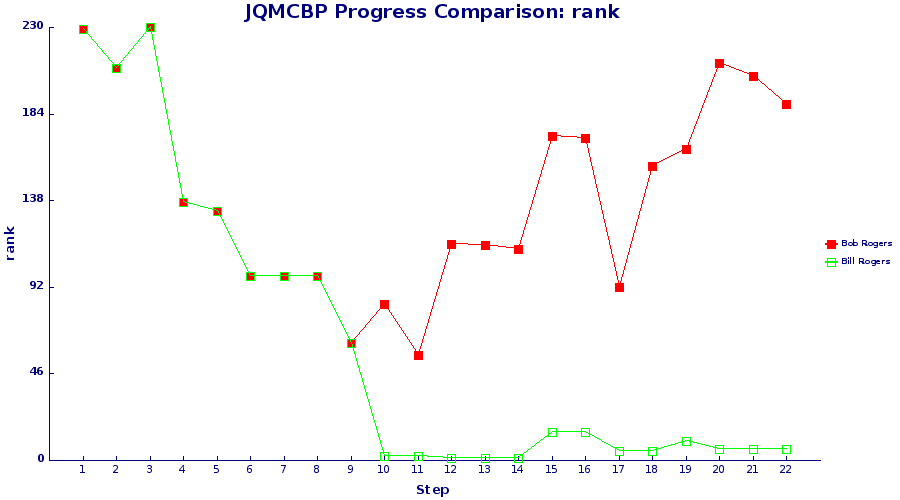 JQMCBP Progress Comparison: rank
230
184
138
92
46
0
rank
1 2 3 4 5 6 7 8 9 10 11 12 13 14 15 16 17 18 19 20 21 22
Step
Bob Rogers
Bill Rogers